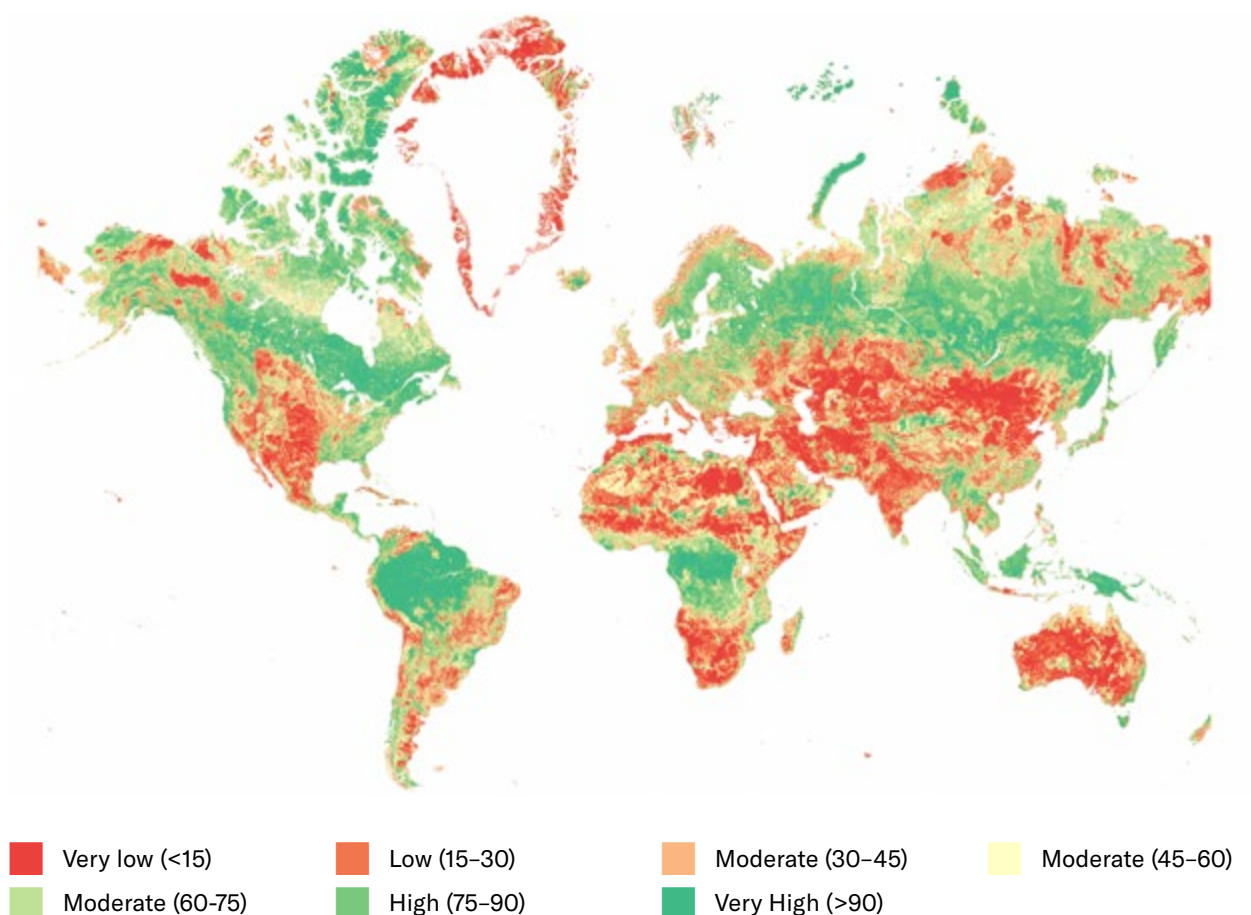 Very low (<15) Low (15–30) Moderate (30–45) Moderate (45–60)
Moderate (60-75) High (75–90) Very High (>90)